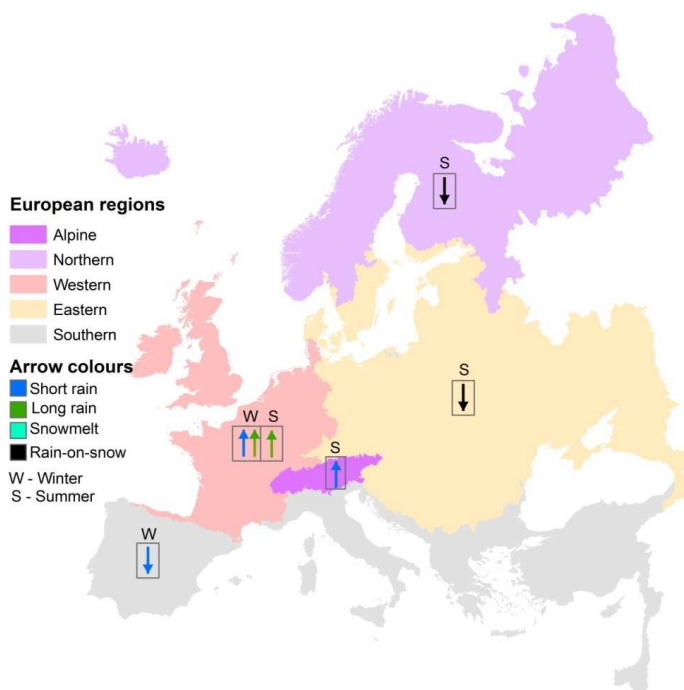 S
European regions
Alpine
Northern
Western
Eastern
Southern
Arrow colours
Short rain
Long rain
Snowmelt
Rain-on-snow
W - Winter
S - Summer
S
W S
S
W